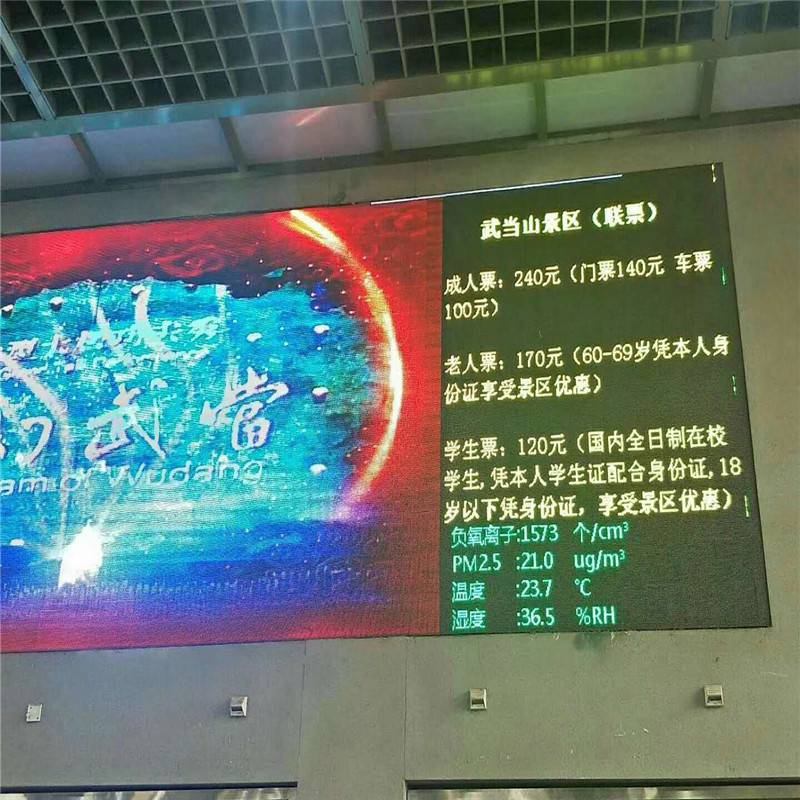 武当山景区（联票）
成人票：240元（门票140元 车票
100元）
老人票：170元（60-69岁凭本人身
份证享受景区优惠）
学生票：120元（国内全日制在校
学生,凭本人学生证配合身份证,18
岁以下凭身份证，享受景区优惠）
负氧离子:1573 个/cm³
PM2.5 :21.0 ug/m³
温度 :23.7 ℃
湿度 :36.5 %RH
武當
am of Wudang